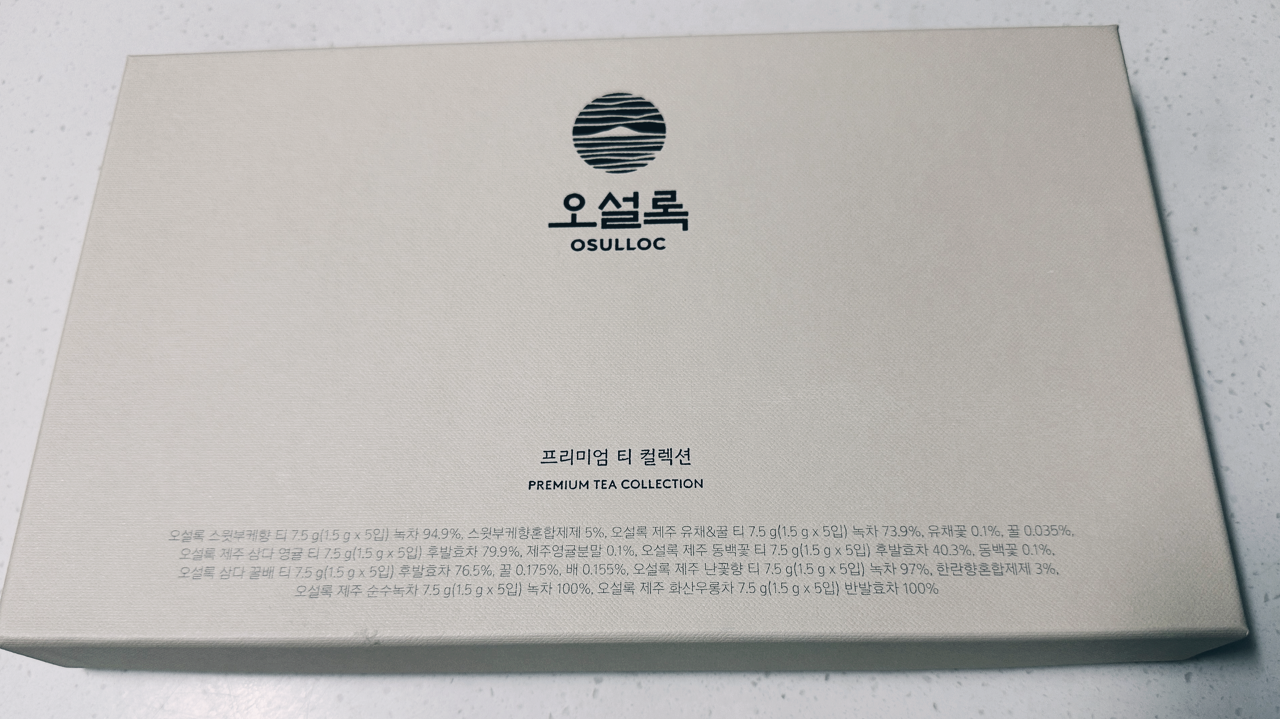 오설록
OSULLOC
프리미엄 티 컬렉션
PREMIUM TEA COLLECTION
오설록 스윗부케향 티 7.5 g(1.5 g x 5입) 녹차 94.9%, 스윗부케향혼합제제 5%, 오설록 제주 유채&꿀 티 7.5 g(1.5 g x 5입) 녹차 73.9%, 유채꽃 0.1%, 꿀 0.035%,
오설록 제주 삼다 영귤 티 7.5 g(1.5 g x 5입) 후발효차 79.9%, 제주영귤분말 0.1%, 오설록 제주 동백꽃 티 7.5 g(1.5 g x 5입) 후발효차 40.3%, 동백꽃 0.1%,
오설록 삼다 꿀배 티 7.5 g(1.5 g x 5입) 후발효차 76.5%, 꿀 0.175%, 배 0.155%, 오설록 제주 난꽃향 티 7.5 g(1.5 g x 5입) 녹차 97%, 한란향혼합제제 3%,
오설록 제주 순수녹차 7.5 g(1.5 g x 5입) 녹차 100%, 오설록 제주 화산우롱차 7.5 g(1.5 g x 5입) 반발효차 100%